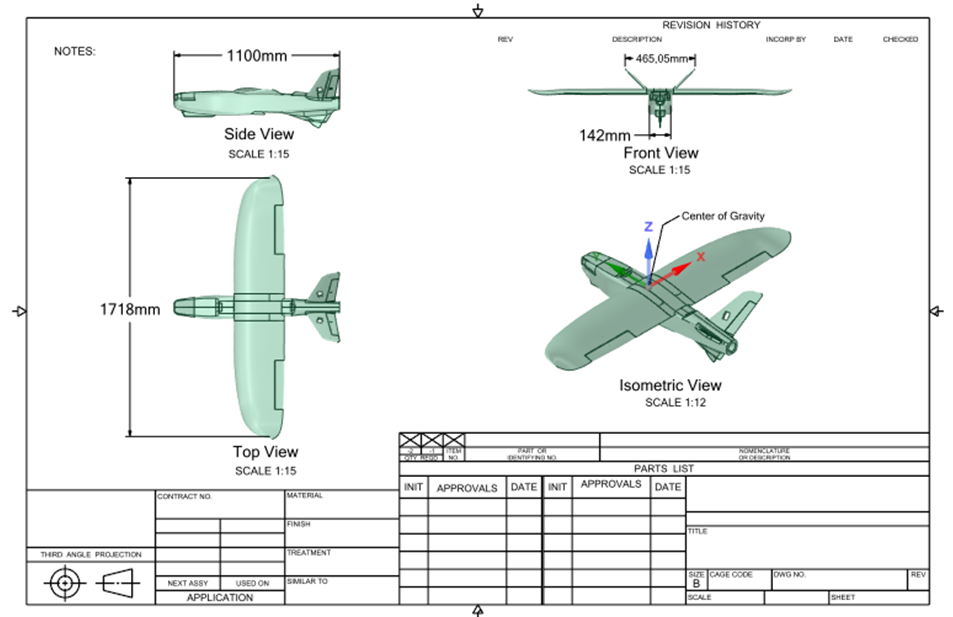 REVISION HISTORY
NOTES:
REV DESCRIPTION INCORP BY DATE CHECKED
1100mm
465,05mm
Side View
SCALE 1:15
142mm
Front View
SCALE 1:15
Center of Gravity
Z
X
1718mm
Isometric View
SCALE 1:12
Top View
SCALE 1:15
-2 -1 ITEM PART OR NOMENCLATURE
QTY REQD NO. IDENTIFYING NO. OR DESCRIPTION
PARTS LIST
INIT APPROVALS DATE INIT APPROVALS DATE
CONTRACT NO. MATERIAL
FINISH
TITLE
THIRD ANGLE PROJECTION TREATMENT
NEXT ASSY USED ON SIMILAR TO
SIZE CAGE CODE DWG NO. REV
B
APPLICATION
SCALE SHEET